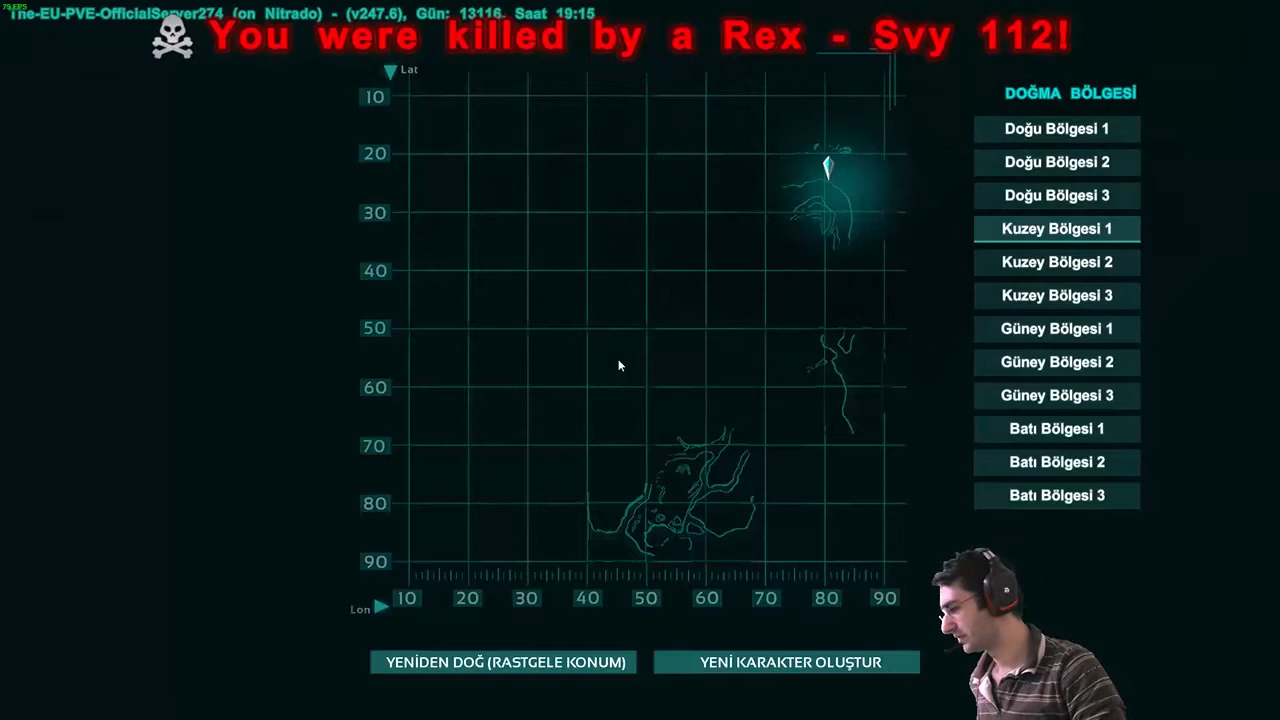 79 FPS
The-EU-PVE-OfficialServer274 (on Nitrado) - (v247.6), Gün: 13116, Saat 19:15
You were killed by a Rex - Svy 112!
Lat
10
20
30
40
50
60
70
80
90
Lon
10 20 30 40 50 60 70 80 90
DOĞMA BÖLGESİ
Doğu Bölgesi 1
Doğu Bölgesi 2
Doğu Bölgesi 3
Kuzey Bölgesi 1
Kuzey Bölgesi 2
Kuzey Bölgesi 3
Güney Bölgesi 1
Güney Bölgesi 2
Güney Bölgesi 3
Batı Bölgesi 1
Batı Bölgesi 2
Batı Bölgesi 3
YENİDEN DOĞ (RASTGELE KONUM)
YENİ KARAKTER OLUŞTUR